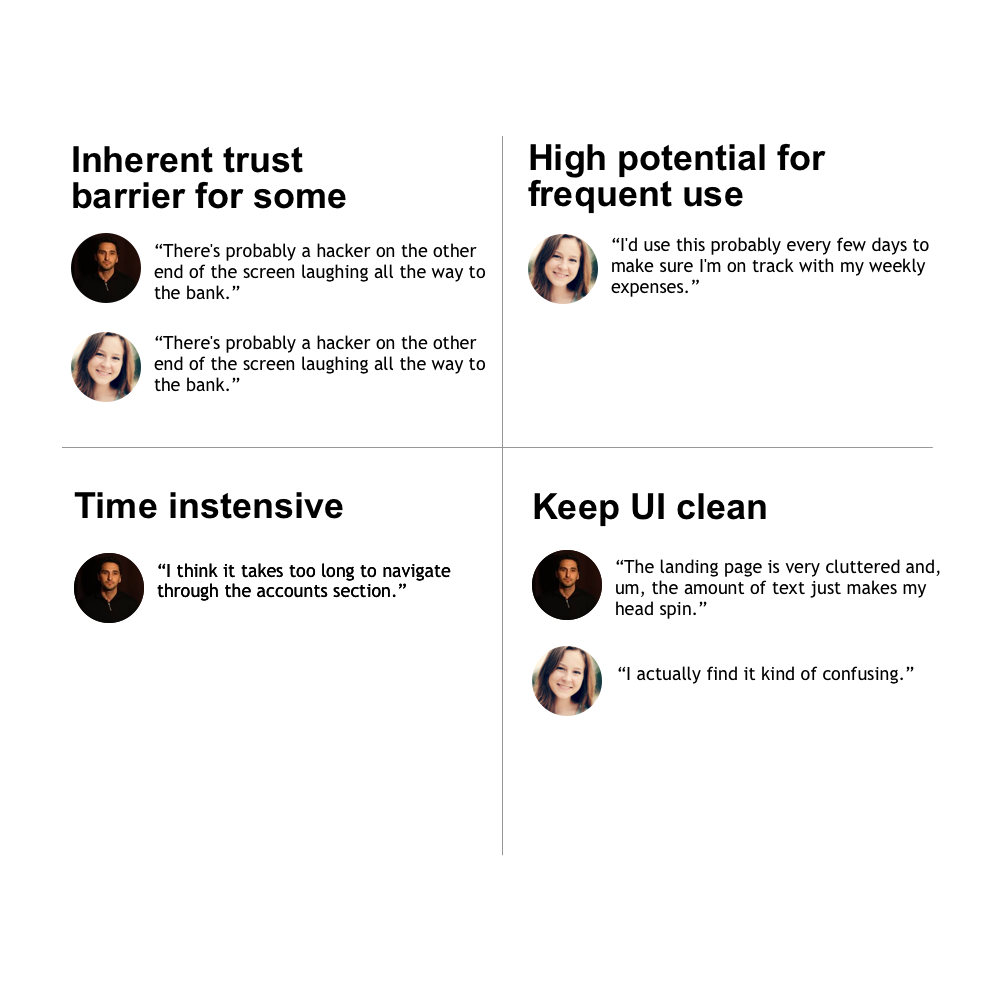 Inherent trust
barrier for some
“There's probably a hacker on the other
end of the screen laughing all the way to
the bank.”
“There's probably a hacker on the other
end of the screen laughing all the way to
the bank.”
High potential for
frequent use
“I'd use this probably every few days to
make sure I'm on track with my weekly
expenses.”
Time instensive
“I think it takes too long to navigate
through the accounts section.”
Keep UI clean
“The landing page is very cluttered and,
um, the amount of text just makes my
head spin.”
“I actually find it kind of confusing.”